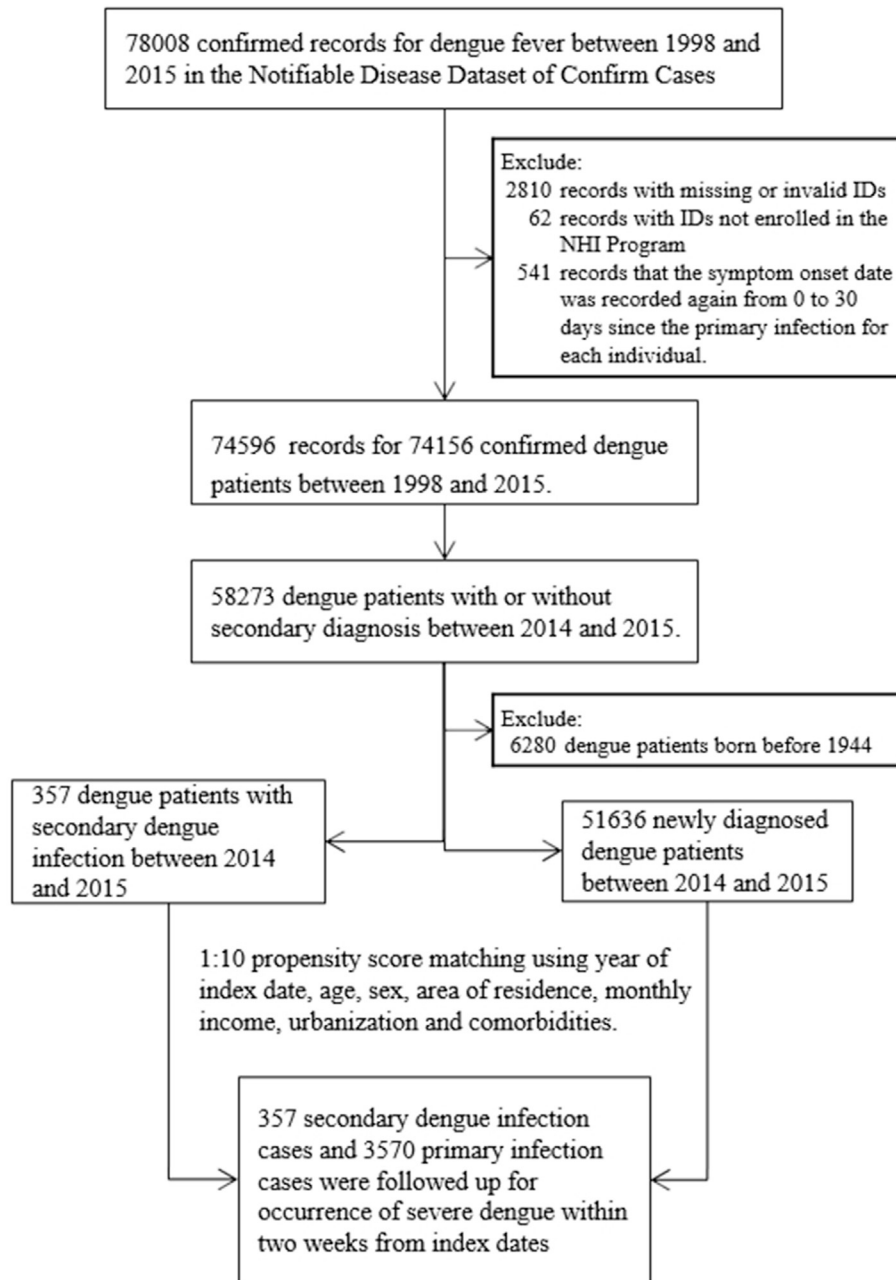 78008 confirmed records for dengue fever between 1998 and
2015 in the Notifiable Disease Dataset of Confirm Cases
Exclude:
2810 records with missing or invalid IDs
62 records with IDs not enrolled in the
NHI Program
541 records that the symptom onset date
was recorded again from 0 to 30
days since the primary infection for
each individual.
74596 records for 74156 confirmed dengue
patients between 1998 and 2015.
58273 dengue patients with or without
secondary diagnosis between 2014 and 2015.
Exclude:
6280 dengue patients born before 1944
357 dengue patients with
secondary dengue
infection between 2014
and 2015
51636 newly diagnosed
dengue patients
between 2014 and 2015
1:10 propensity score matching using year of
index date, age, sex, area of residence, monthly
income, urbanization and comorbidities.
357 secondary dengue infection
cases and 3570 primary infection
cases were followed up for
occurrence of severe dengue within
two weeks from index dates